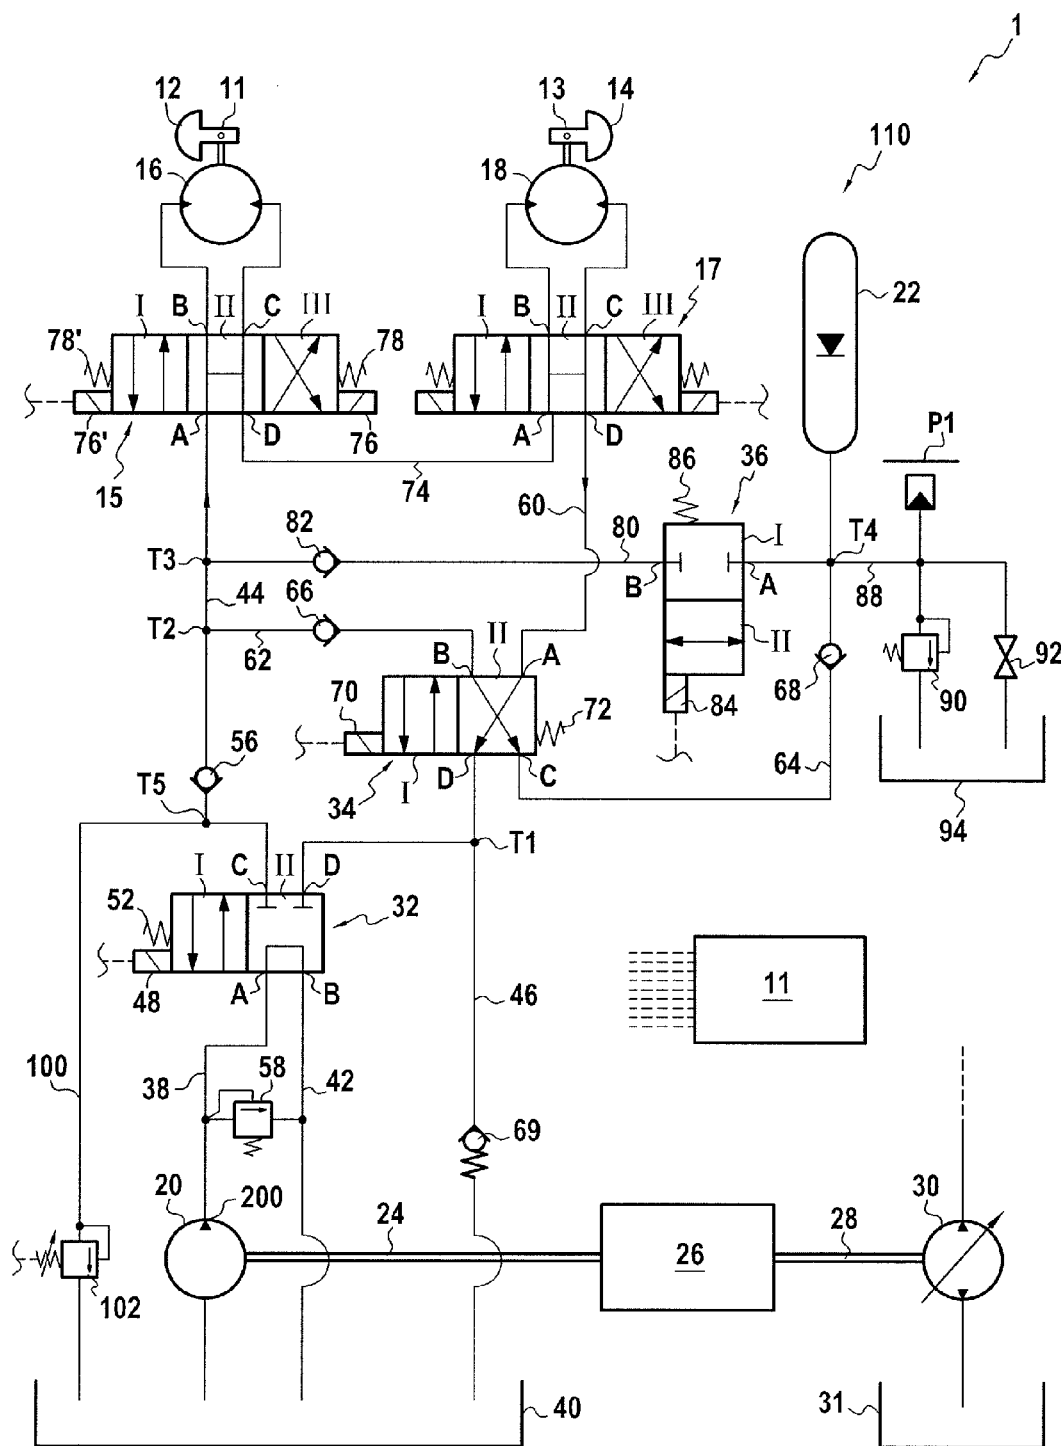 1
12 11 13 14
110
16 18
17
22
B II C
I III
B II C
I III
78' 78
76' A D 76
A D
15
74
86 36
P1
60
82 80 I T4
T3
B A 88
44 66
T2 II
62 B A II 92
70 72 68 90
84
56 D C
34 I
64
T5
94
T1
I C II D
52 32
48 A B
46 11
100 58
38 42
69
20 200 30
24 28
26
102
40 31